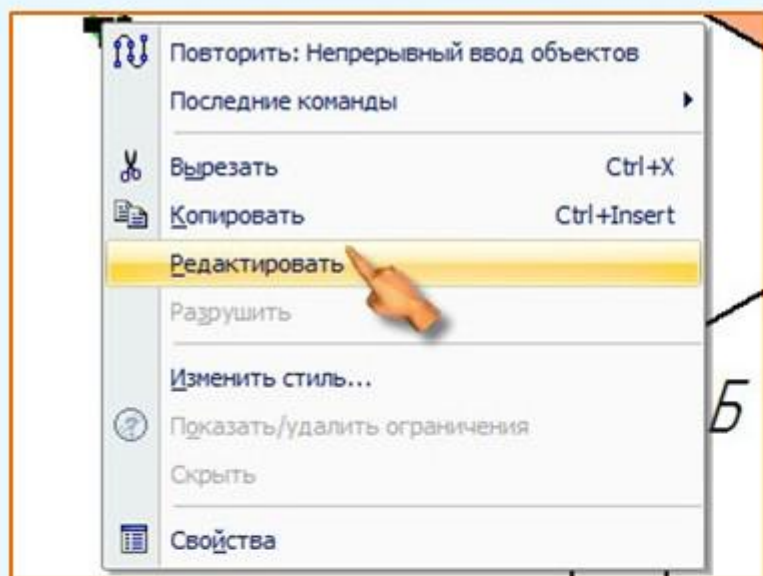 Повторить: Непрерывный ввод объектов
Последние команды
Вырезать Ctrl+X
Копировать Ctrl+Insert
Редактировать
Разрушить
Изменить стиль...
Показать/удалить ограничения
Скрыть
Свойства
Б